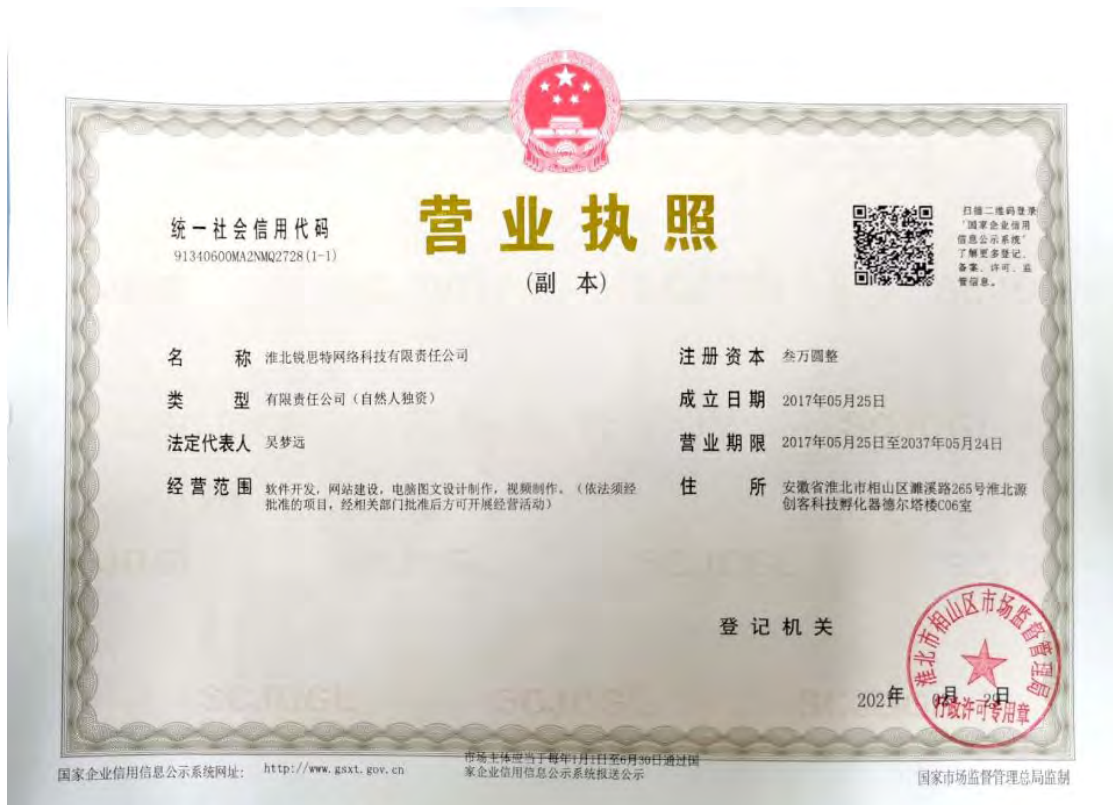 营业执照
(副 本)
统一社会信用代码
91340600MA2NMQ2728(1-1)
扫描二维码登录
"国家企业信用
信息公示系统"
了解更多登记、
备案、许可、监
管信息。
名 称 淮北锐思特网络科技有限责任公司
类 型 有限责任公司（自然人独资）
法定代表人 吴梦远
经营范围 软件开发，网站建设，电脑图文设计制作，视频制作。（依法须经
批准的项目，经相关部门批准后方可开展经营活动）
注册资本 叁万圆整
成立日期 2017年05月25日
营业期限 2017年05月25日至2037年05月24日
住 所 安徽省淮北市相山区濉溪路265号淮北源
创客科技孵化器德尔塔楼C06室
登记机关
淮北市相山区市场监督管理局
行政许可专用章
2021年 月 29日
国家企业信用信息公示系统网址： http://www.gsxt.gov.cn
市场主体应当于每年1月1日至6月30日通过国
家企业信用信息公示系统报送公示
国家市场监督管理总局监制